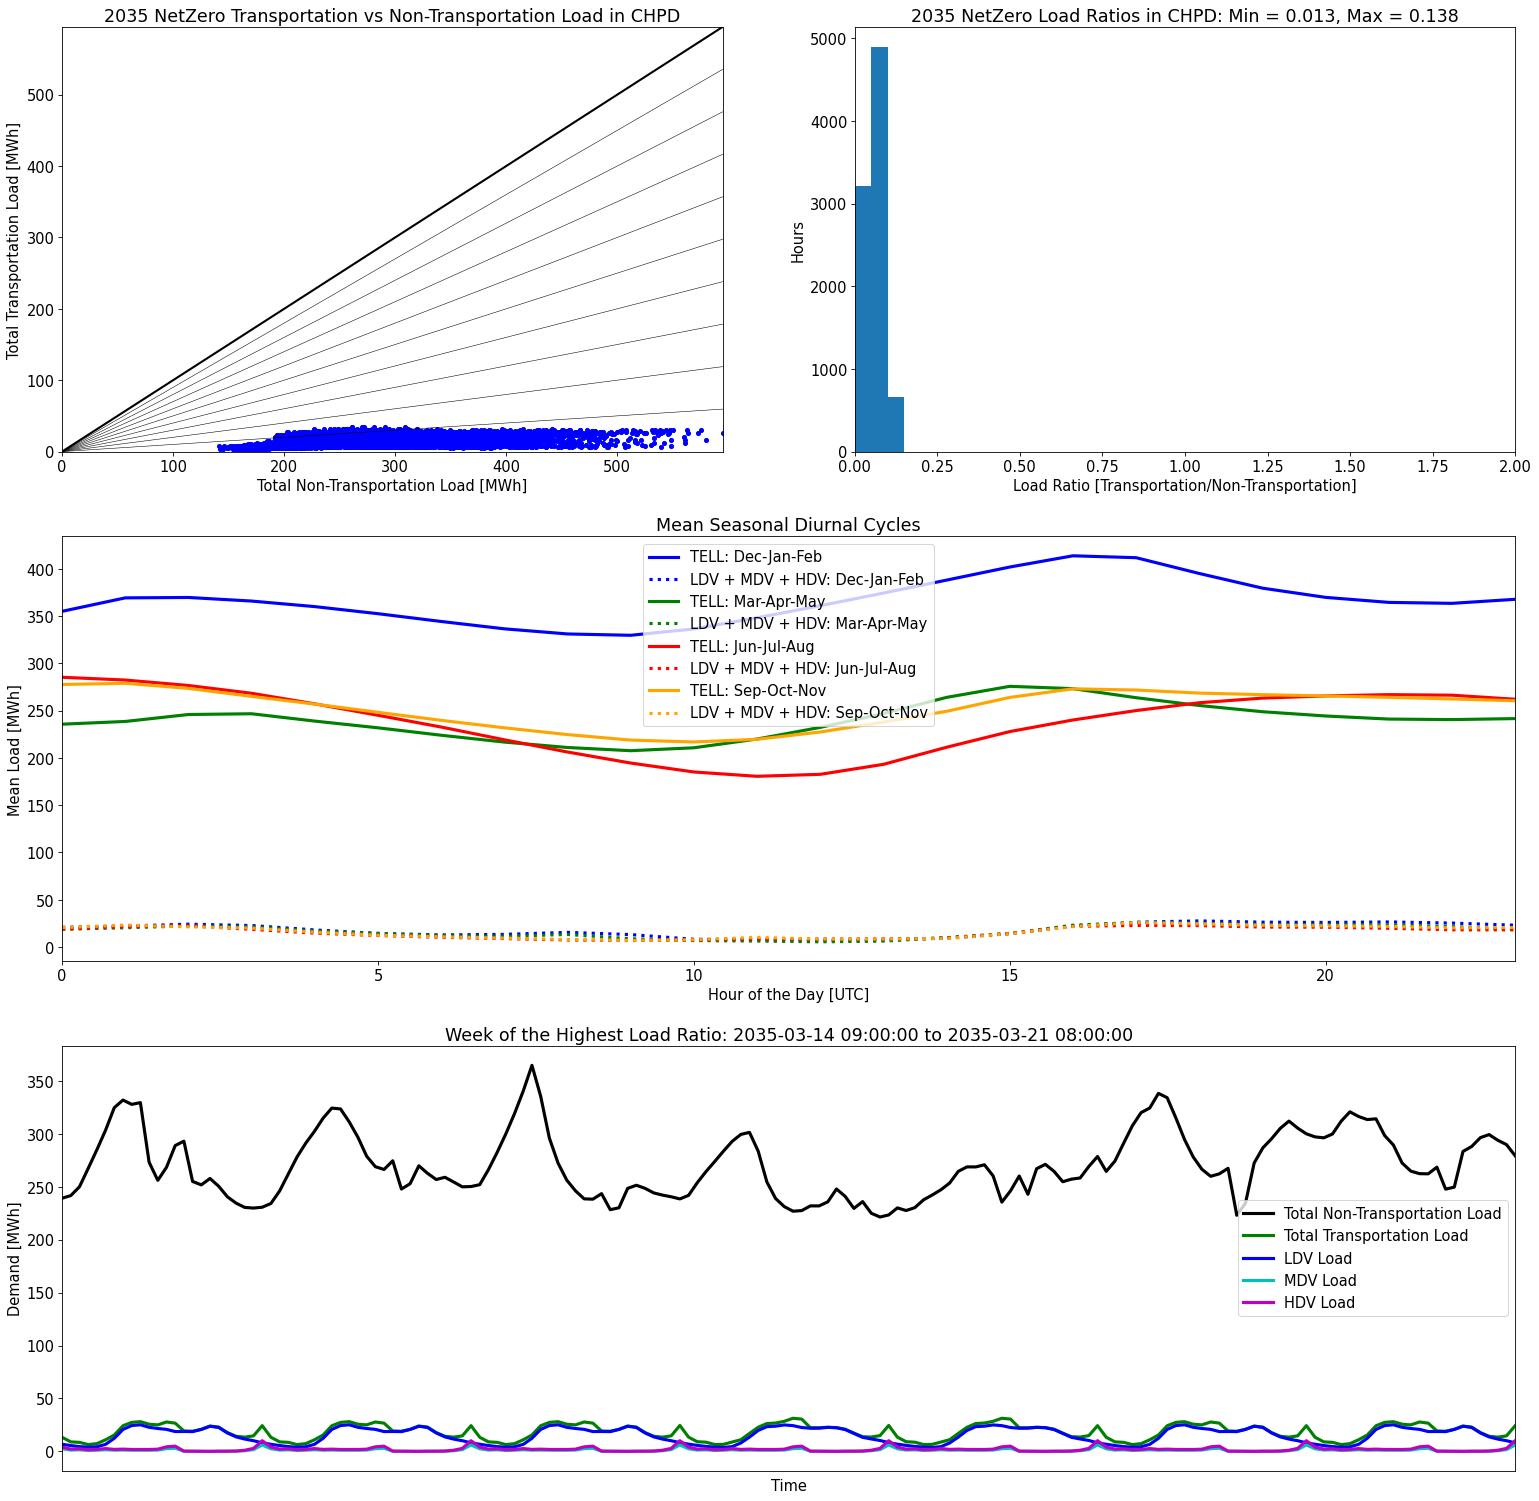 2035 NetZero Transportation vs Non-Transportation Load in CHPD
Total Transportation Load [MWh]
500
400
300
200
100
0
0 100 200 300 400 500
Total Non-Transportation Load [MWh]
2035 NetZero Load Ratios in CHPD: Min = 0.013, Max = 0.138
Hours
5000
4000
3000
2000
1000
0
0.00 0.25 0.50 0.75 1.00 1.25 1.50 1.75 2.00
Load Ratio [Transportation/Non-Transportation]
Mean Seasonal Diurnal Cycles
Mean Load [MWh]
400
350
300
250
200
150
100
50
0
TELL: Dec-Jan-Feb
LDV + MDV + HDV: Dec-Jan-Feb
TELL: Mar-Apr-May
LDV + MDV + HDV: Mar-Apr-May
TELL: Jun-Jul-Aug
LDV + MDV + HDV: Jun-Jul-Aug
TELL: Sep-Oct-Nov
LDV + MDV + HDV: Sep-Oct-Nov
0 5 10 15 20
Hour of the Day [UTC]
Week of the Highest Load Ratio: 2035-03-14 09:00:00 to 2035-03-21 08:00:00
Demand [MWh]
350
300
250
200
150
100
50
0
Total Non-Transportation Load
Total Transportation Load
LDV Load
MDV Load
HDV Load
Time